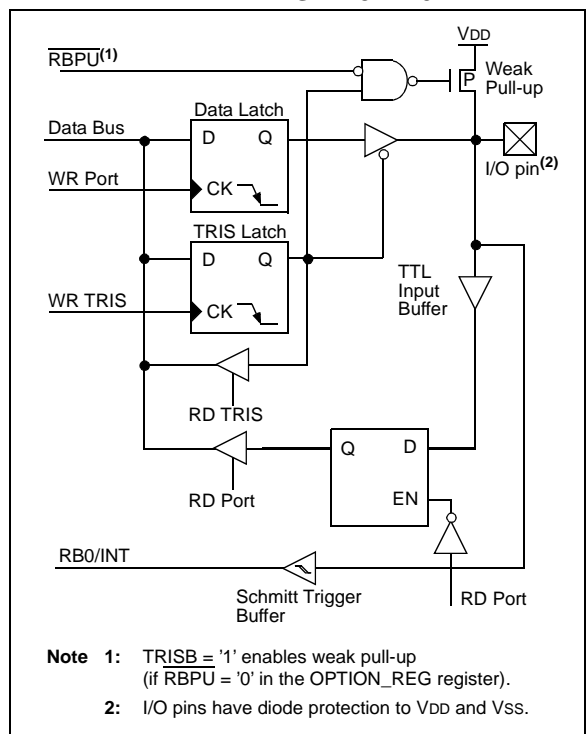 VDD
RBPU(1)
P
Weak
Pull-up
Data Latch
Data Bus
D Q
I/O pin(2)
WR Port
CK
TRIS Latch
D Q
TTL
Input
Buffer
WR TRIS
CK
RD TRIS
Q D
RD Port
EN
RB0/INT
Schmitt Trigger
Buffer
RD Port
Note 1: TRISB = '1' enables weak pull-up
(if RBPU = '0' in the OPTION_REG register).
2: I/O pins have diode protection to VDD and VSS.